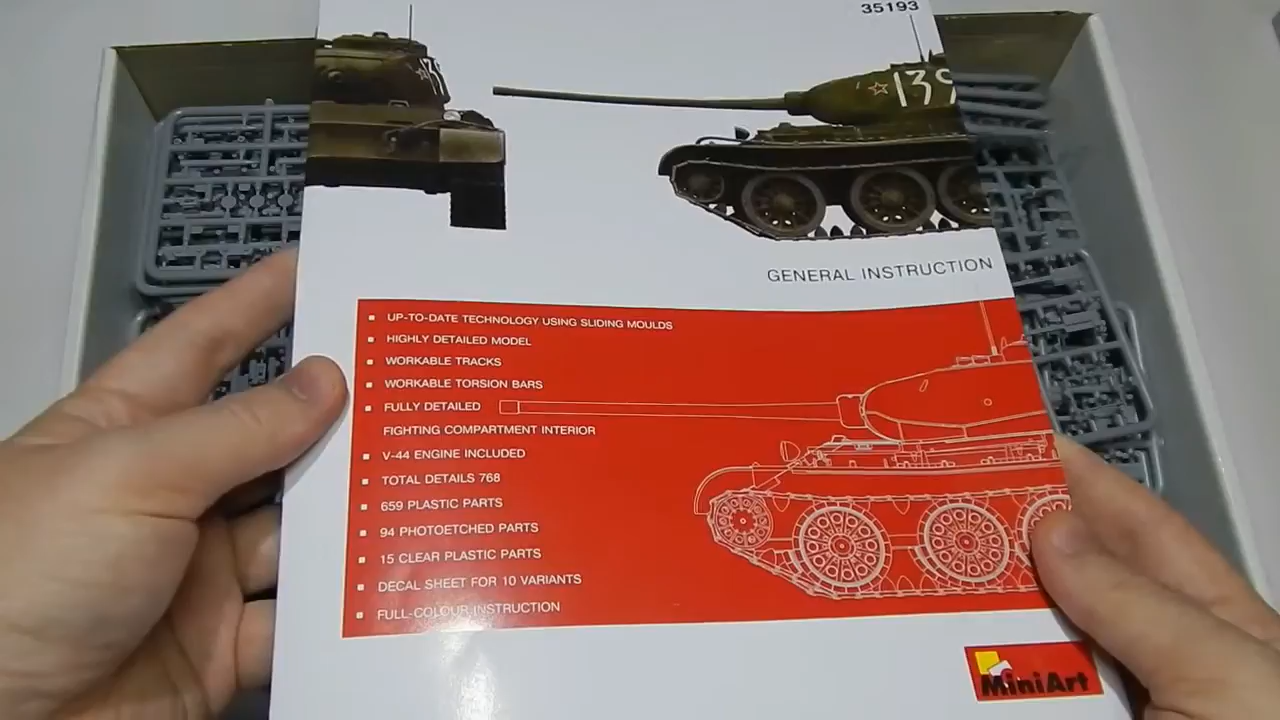 35193
139
GENERAL INSTRUCTION
UP-TO-DATE TECHNOLOGY USING SLIDING MOULDS
HIGHLY DETAILED MODEL
WORKABLE TRACKS
WORKABLE TORSION BARS
FULLY DETAILED
FIGHTING COMPARTMENT INTERIOR
V-44 ENGINE INCLUDED
TOTAL DETAILS 768
659 PLASTIC PARTS
94 PHOTOETCHED PARTS
15 CLEAR PLASTIC PARTS
DECAL SHEET FOR 10 VARIANTS
FULL-COLOUR INSTRUCTION
MiniArt